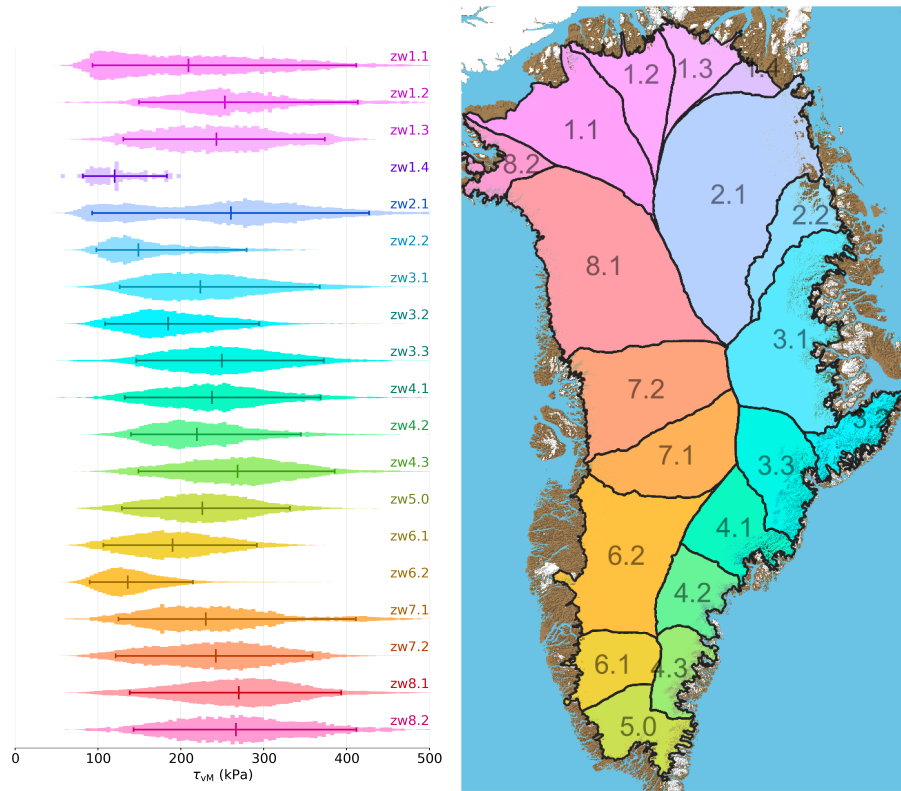 zw1.1
zw1.2
zw1.3
zw1.4
zw2.1
zw2.2
zw3.1
zw3.2
zw3.3
zw4.1
zw4.2
zw4.3
zw5.0
zw6.1
zw6.2
zw7.1
zw7.2
zw8.1
zw8.2
0 100 200 300 400 500
τvM (kPa)
1.2 1.3 1.4
1.1
8.2
2.1
2.2
8.1
3.1
7.2
7.1
3.3
4.1
6.2
4.2
6.1 4.3
5.0